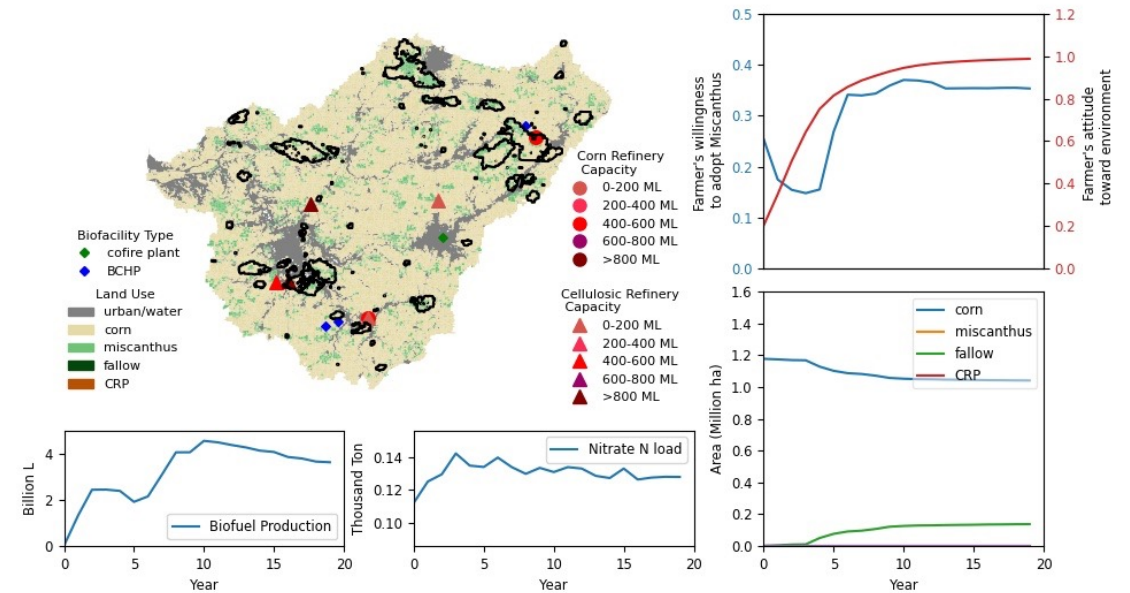 Biofacility Type
cofire plant
BCHP
Land Use
urban/water
corn
miscanthus
fallow
CRP
Corn Refinery
Capacity
0-200 ML
200-400 ML
400-600 ML
600-800 ML
>800 ML
Cellulosic Refinery
Capacity
0-200 ML
200-400 ML
400-600 ML
600-800 ML
>800 ML
0.5
0.4
0.3
0.2
0.1
0.0
Farmer's willingness
to adopt Miscanthus
1.2
1.0
0.8
0.6
0.4
0.2
0.0
Farmer's attitude
toward environment
Billion L
4
2
0
Biofuel Production
0 5 10 15 20
Year
Thousand Ton
0.14
0.12
0.10
Nitrate N load
0 5 10 15 20
Year
Area (Million ha)
1.6
1.4
1.2
1.0
0.8
0.6
0.4
0.2
0.0
corn
miscanthus
fallow
CRP
0 5 10 15 20
Year